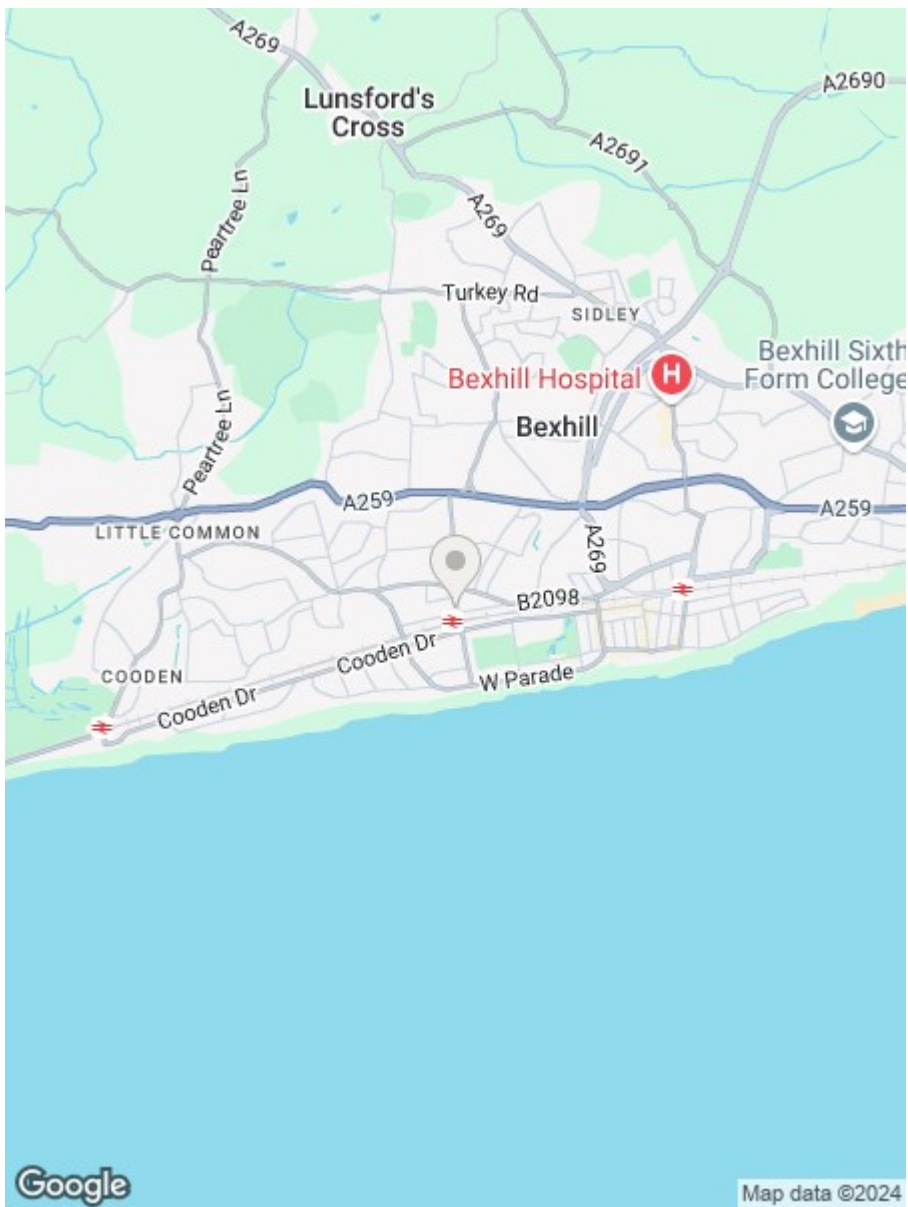 A269
A2690
Lunsford's
Cross
A2691
Peartree Ln
A269
Turkey Rd
SIDLEY
Bexhill Hospital
H
Bexhill Sixth
Form College
Bexhill
Peartree Ln
A259
A259
LITTLE COMMON
A269
B2098
Cooden Dr
COODEN
W Parade
Cooden Dr
Google
Map data ©2024